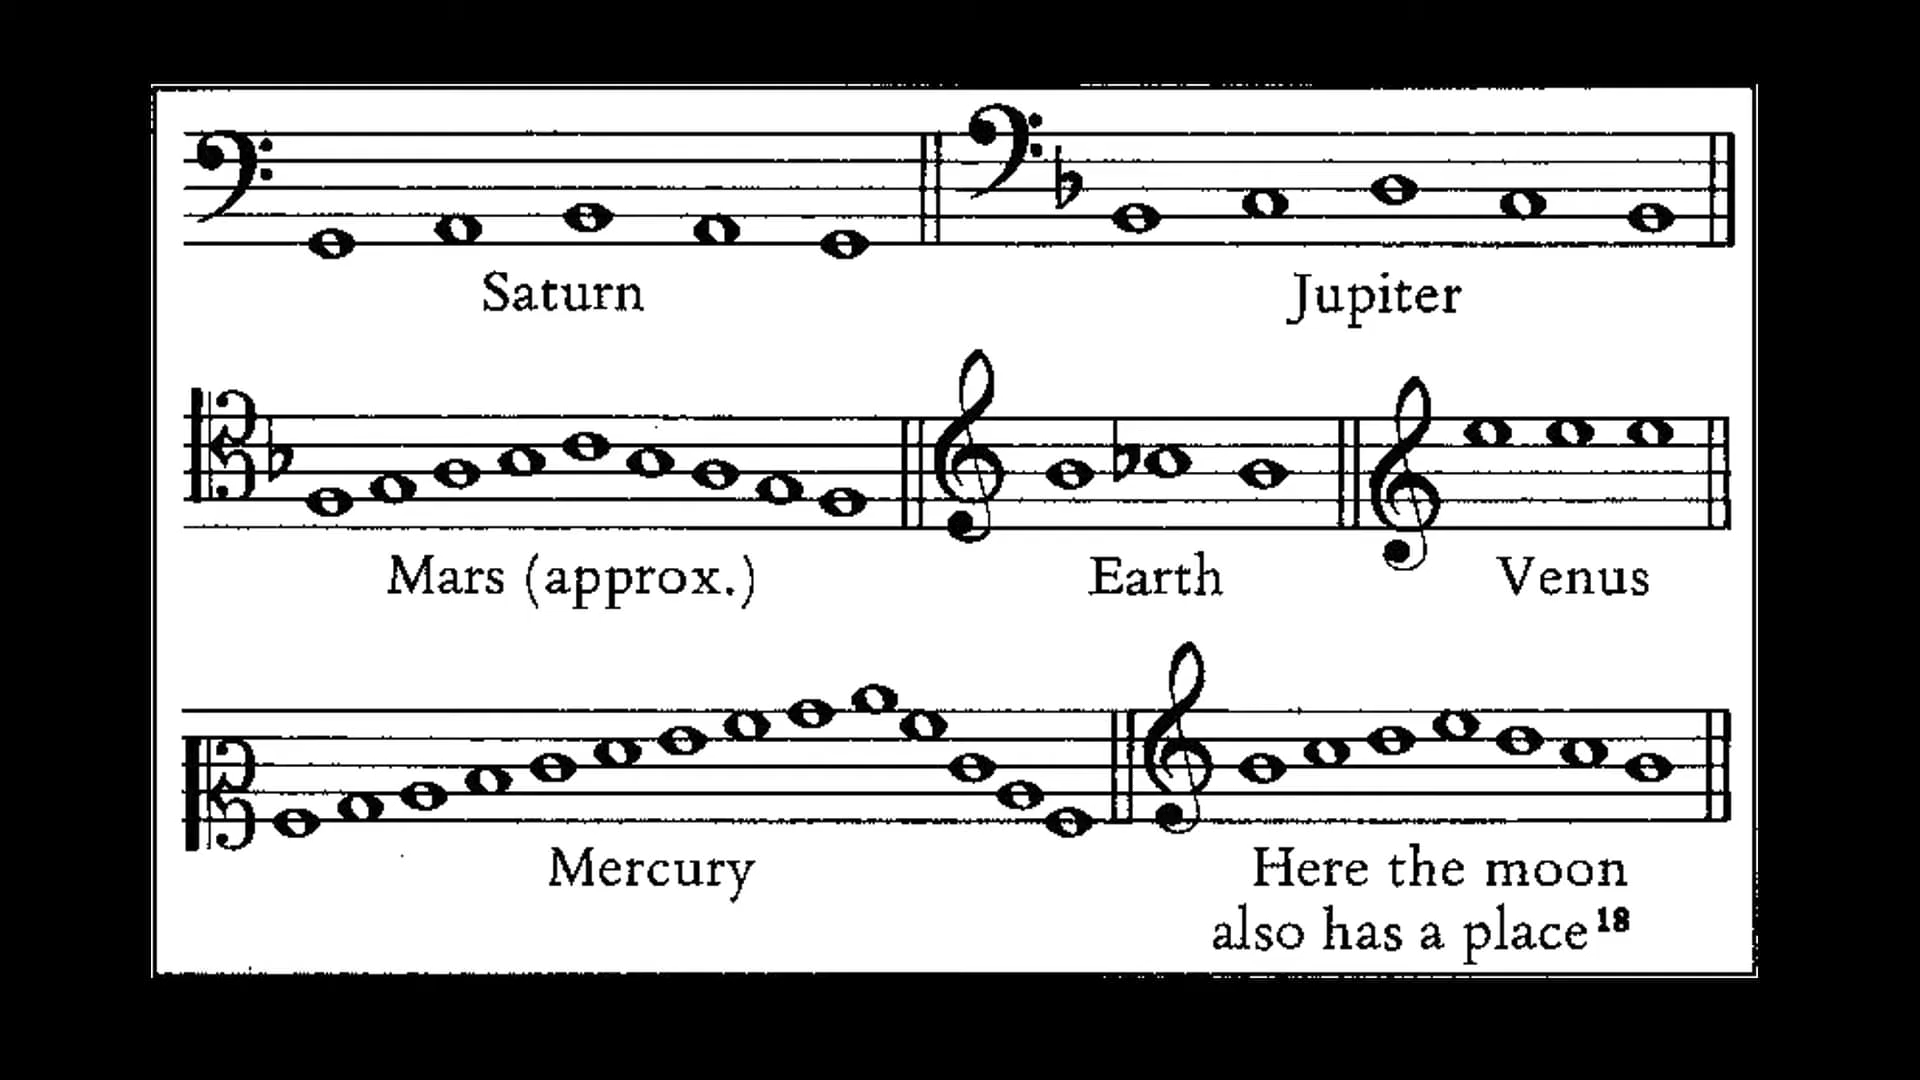 Saturn
Jupiter
Mars (approx.)
Earth
Venus
Mercury
Here the moon
also has a place¹⁸